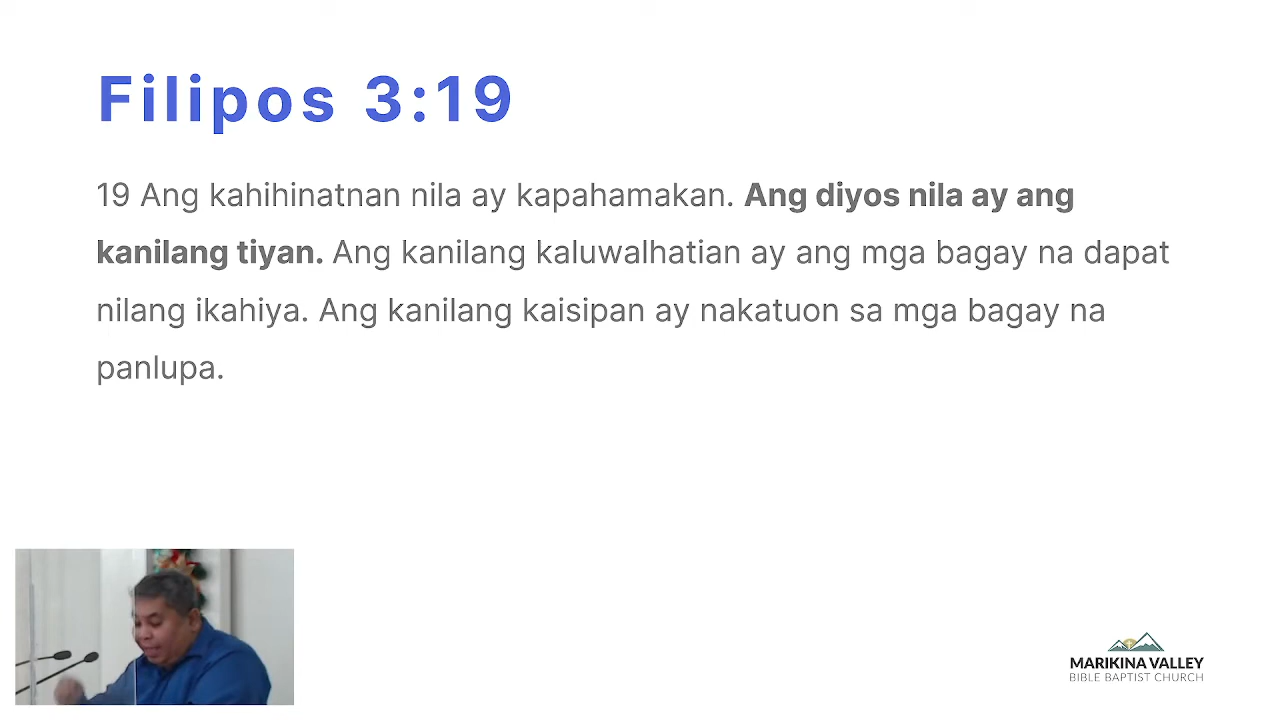 Filipos 3:19
19 Ang kahihinatnan nila ay kapahamakan. Ang diyos nila ay ang
kanilang tiyan. Ang kanilang kaluwalhatian ay ang mga bagay na dapat
nilang ikahiya. Ang kanilang kaisipan ay nakatuon sa mga bagay na
panlupa.
MARIKINA VALLEY
BIBLE BAPTIST CHURCH